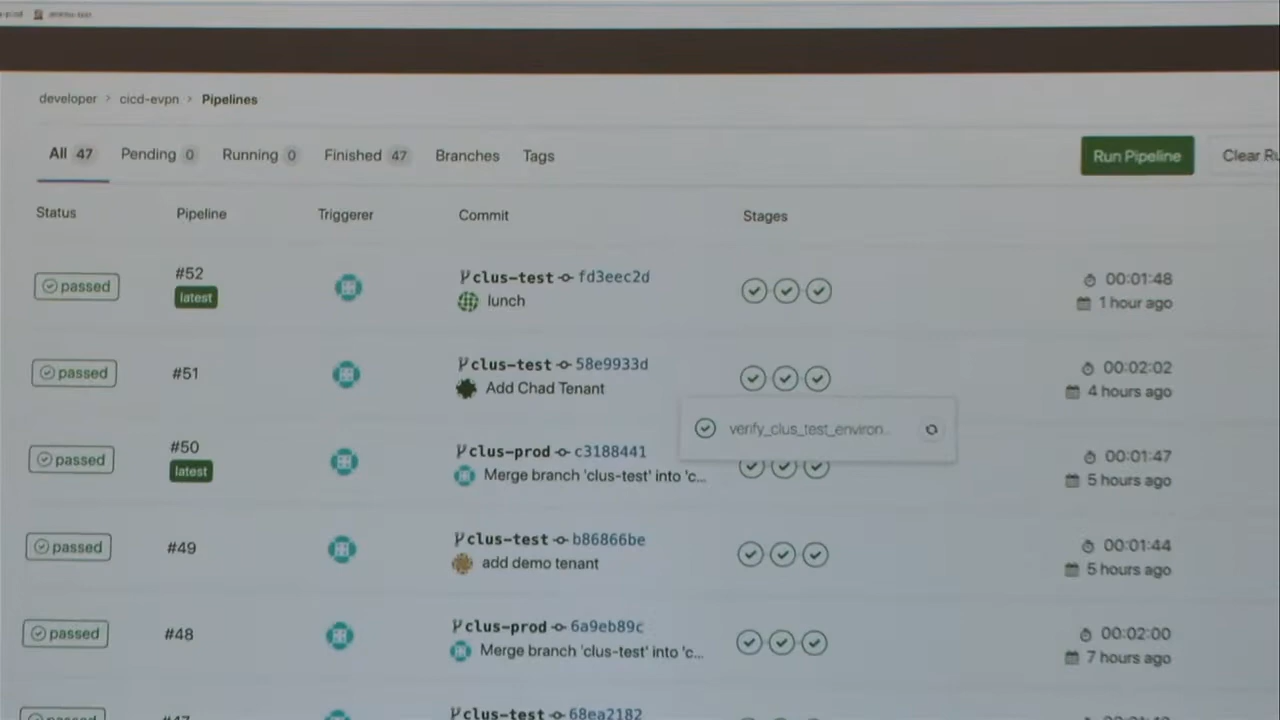 developer > cicd-evpn > Pipelines
All 47 Pending 0 Running 0 Finished 47 Branches Tags Run Pipeline Clear Ru
Status Pipeline Triggerer Commit Stages
passed #52 latest clus-test fd3eec2d 00:01:48
lunch 1 hour ago
passed #51 clus-test 58e9933d 00:02:02
Add Chad Tenant 4 hours ago
verify_clus_test_environ...
passed #50 latest clus-prod c3188441 00:01:47
Merge branch 'clus-test' into 'c... 5 hours ago
passed #49 clus-test b86866be 00:01:44
add demo tenant 5 hours ago
passed #48 clus-prod 6a9eb89c 00:02:00
Merge branch 'clus-test' into 'c... 7 hours ago
clus-test 68ea2182